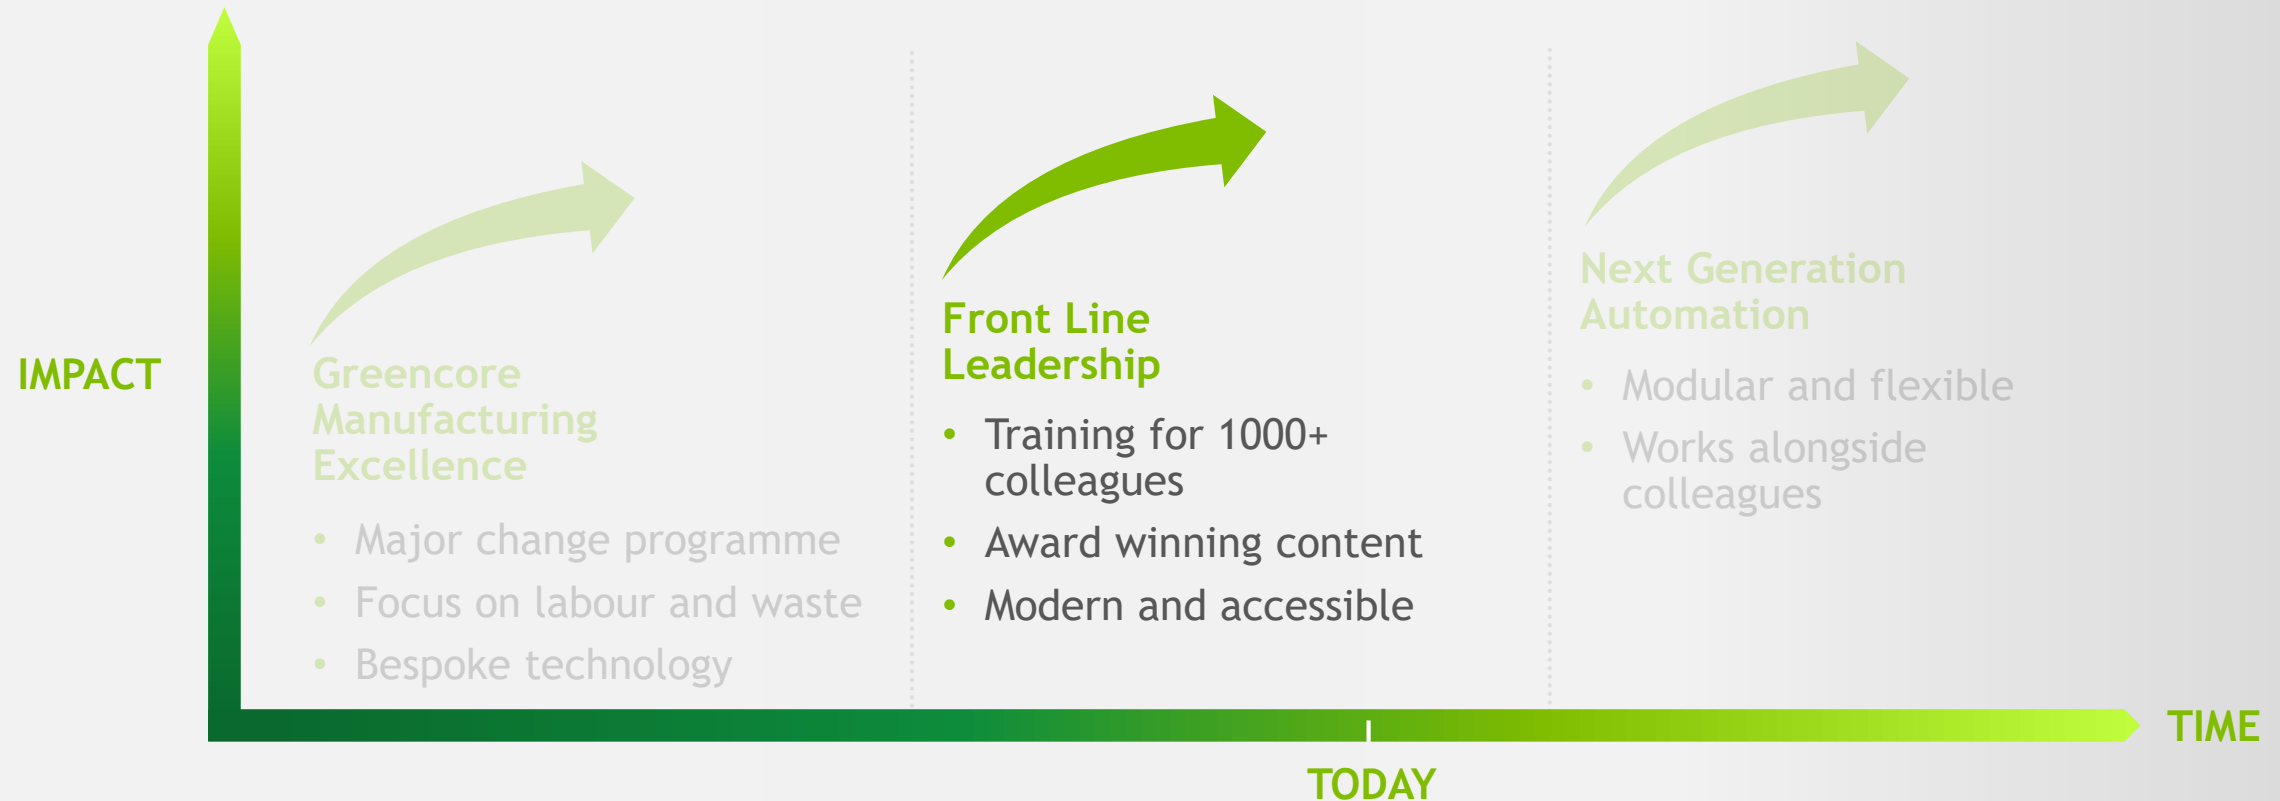 IMPACT
Greencore
Manufacturing
Excellence
• Major change programme
• Focus on labour and waste
• Bespoke technology
Front Line
Leadership
• Training for 1000+
colleagues
• Award winning content
• Modern and accessible
Next Generation
Automation
• Modular and flexible
• Works alongside
colleagues
TIME
TODAY